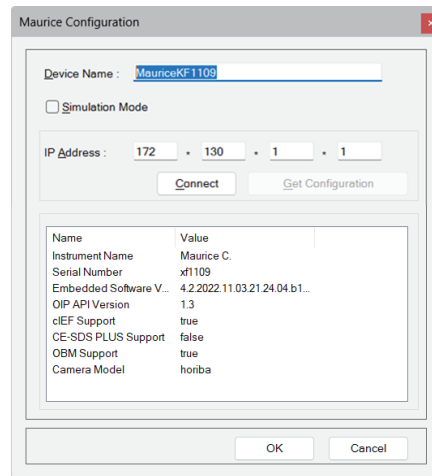 Maurice Configuration
Device Name : MauriceKF1109
Simulation Mode
IP Address : 172 . 130 . 1 . 1
Connect Get Configuration
Name Value
Instrument Name Maurice C.
Serial Number xf1109
Embedded Software V... 4.2.2022.11.03.21.24.04.b1...
OIP API Version 1.3
cIEF Support true
CE-SDS PLUS Support false
OBM Support true
Camera Model horiba
OK Cancel